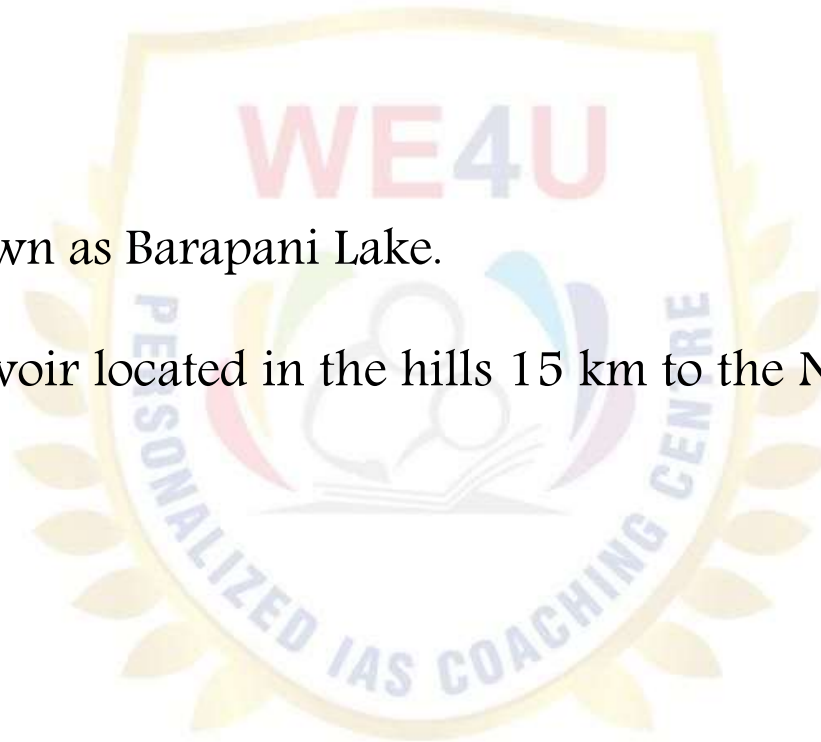 WE4U
wn as Barapani Lake.
voir located in the hills 15 km to the N
PERSONALIZED IAS COACHING CENTRE